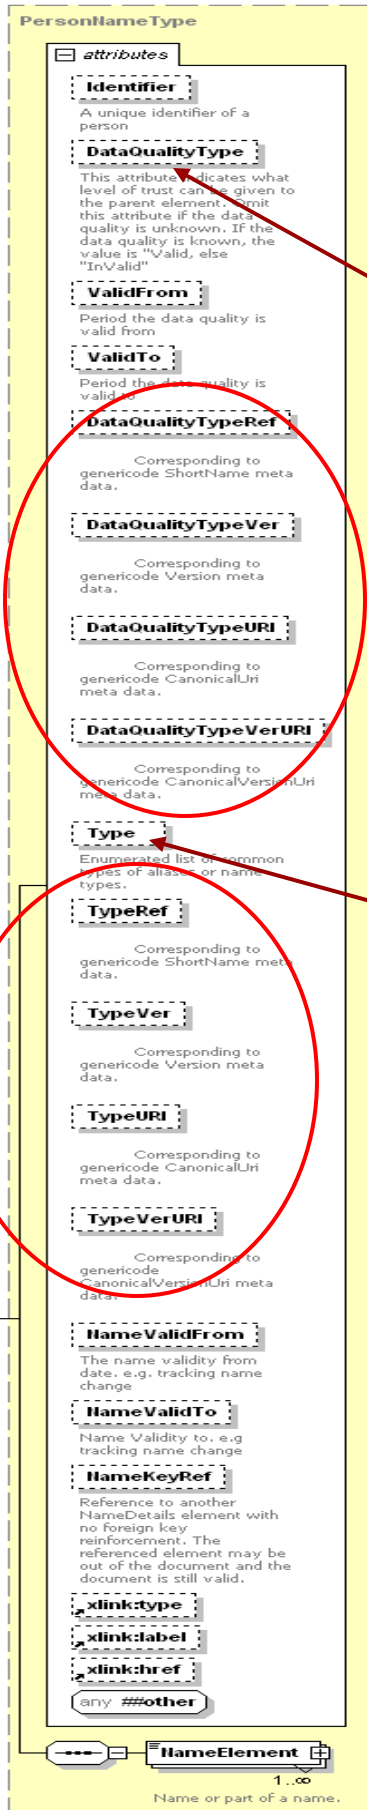 PersonNameType
attributes
Identifier
A unique identifier of a
person
DataQualityType
This attribute indicates what
level of trust can be given to
the parent element. Omit
this attribute if the data
quality is unknown. If the
data quality is known, the
value is "Valid, else
"InValid"
ValidFrom
Period the data quality is
valid from
ValidTo
Period the data quality is
valid to
DataQualityTypeRef
Corresponding to
genericode ShortName meta
data.
DataQualityTypeVer
Corresponding to
genericode Version meta
data.
DataQualityTypeURI
Corresponding to
genericode CanonicalUri
meta data.
DataQualityTypeVerURI
Corresponding to
genericode CanonicalVersionUri
meta data.
Type
Enumerated list of common
types of aliases or name
types.
TypeRef
Corresponding to
genericode ShortName meta
data.
TypeVer
Corresponding to
genericode Version meta
data.
TypeURI
Corresponding to
genericode CanonicalUri
meta data.
TypeVerURI
Corresponding to
genericode
CanonicalVersionUri meta
data.
NameValidFrom
The name validity from
date. e.g. tracking name
change
NameValidTo
Name Validity to. e.g
tracking name change
NameKeyRef
Reference to another
NameDetails element with
no foreign key
reinforcement. The
referenced element may be
out of the document and the
document is still valid.
xlink:type
xlink:label
xlink:href
any ##other
NameElement
1..∞
Name or part of a name.